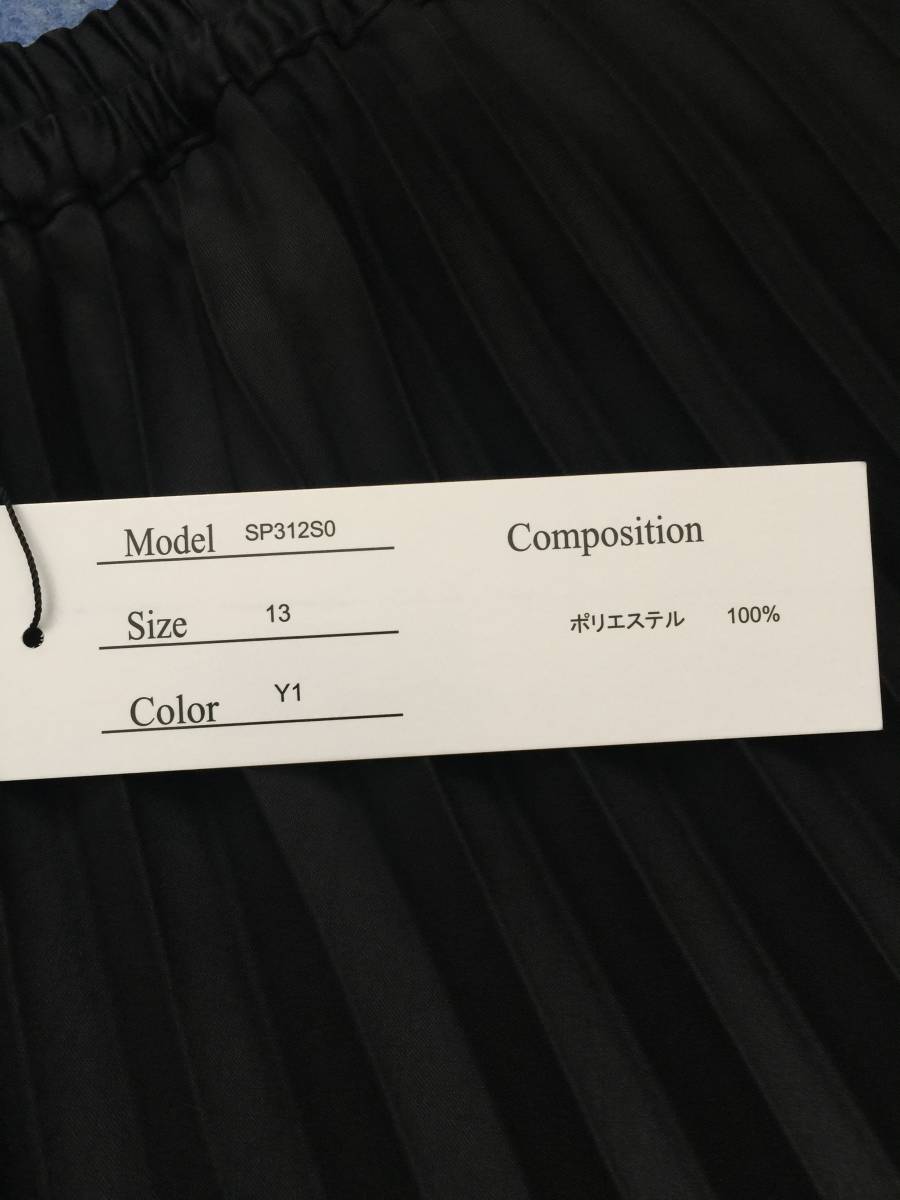 Model SP312S0
Size 13
Color Y1
Composition
ポリエステル 100%